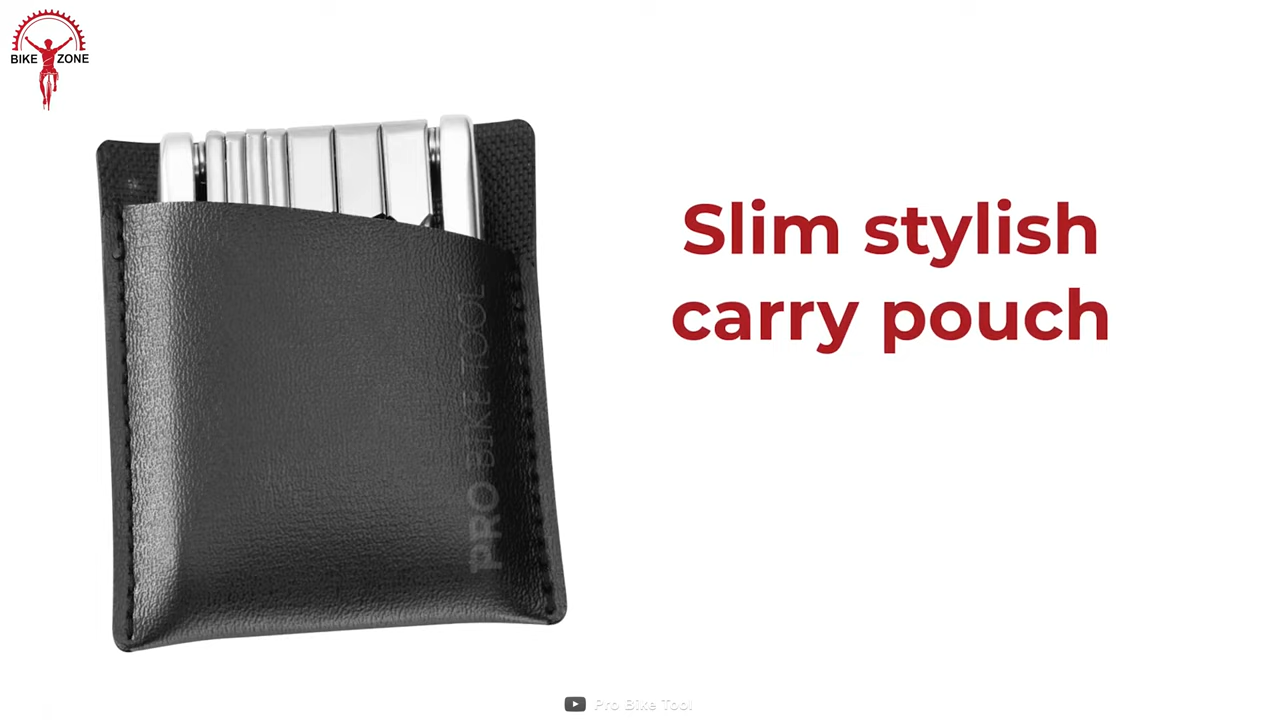 BIKE ZONE
Slim stylish
carry pouch
PRO BIKE TOOL
Pro Bike Tool